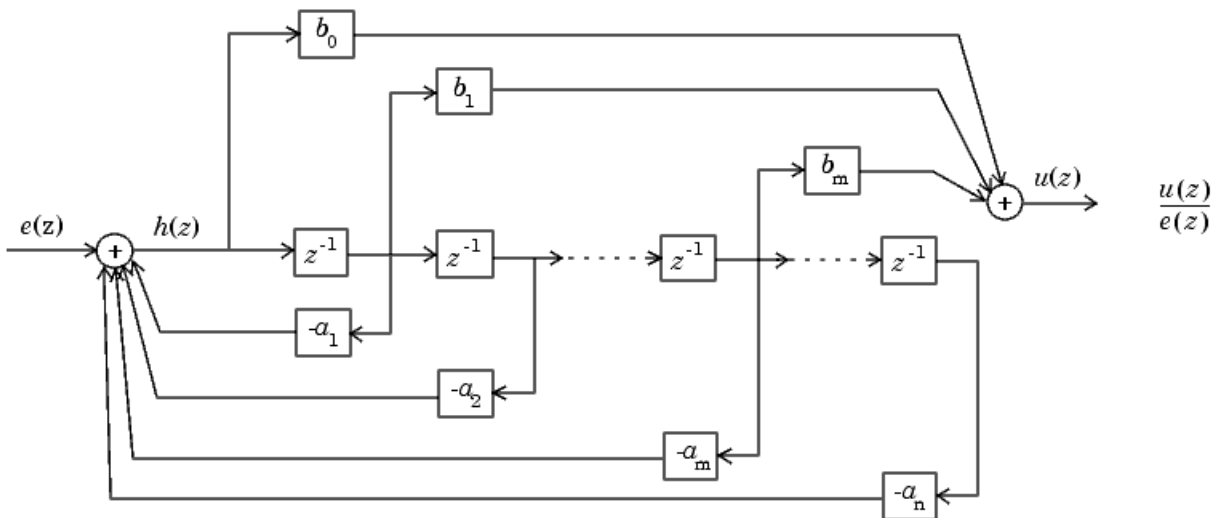 b₀
b₁
bₘ
u(z)
u(z)
e(z)
e(z)
+
h(z)
z⁻¹
z⁻¹
z⁻¹
z⁻¹
+
-a₁
-a₂
-aₘ
-aₙ